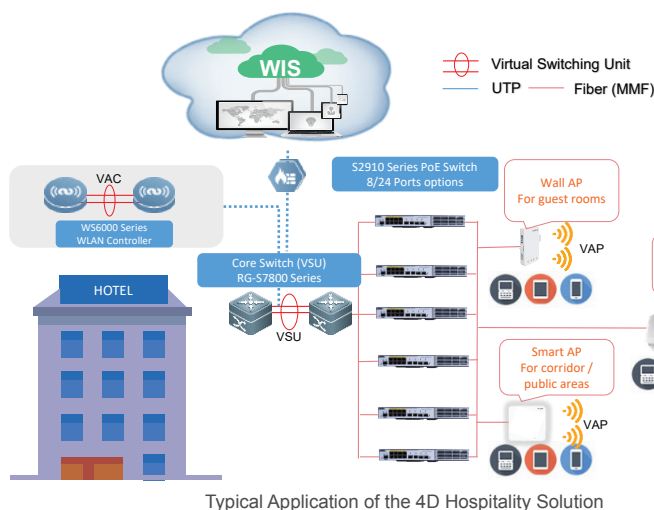 WIS
Virtual Switching Unit
UTP
Fiber (MMF)
S2910 Series PoE Switch
8/24 Ports options
Wall AP
For guest rooms
VAC
WS6000 Series
WLAN Controller
VAP
Core Switch (VSU)
RG-S7800 Series
HOTEL
VSU
Smart AP
For corridor /
public areas
VAP
Typical Application of the 4D Hospitality Solution